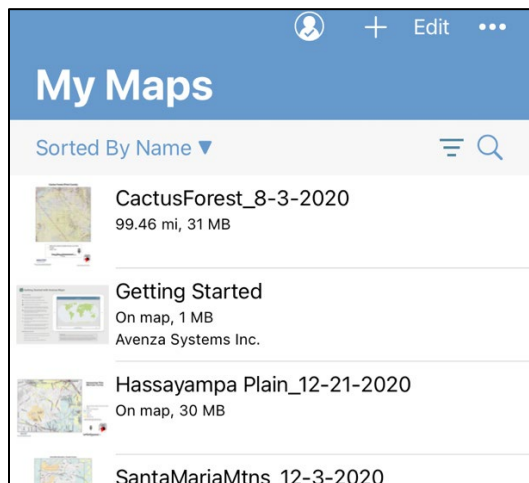 Edit
My Maps
Sorted By Name ▼
CactusForest_8-3-2020
99.46 mi, 31 MB
Getting Started
On map, 1 MB
Avenza Systems Inc.
Hassayampa Plain_12-21-2020
On map, 30 MB
SantaMariaMtns_12-3-2020